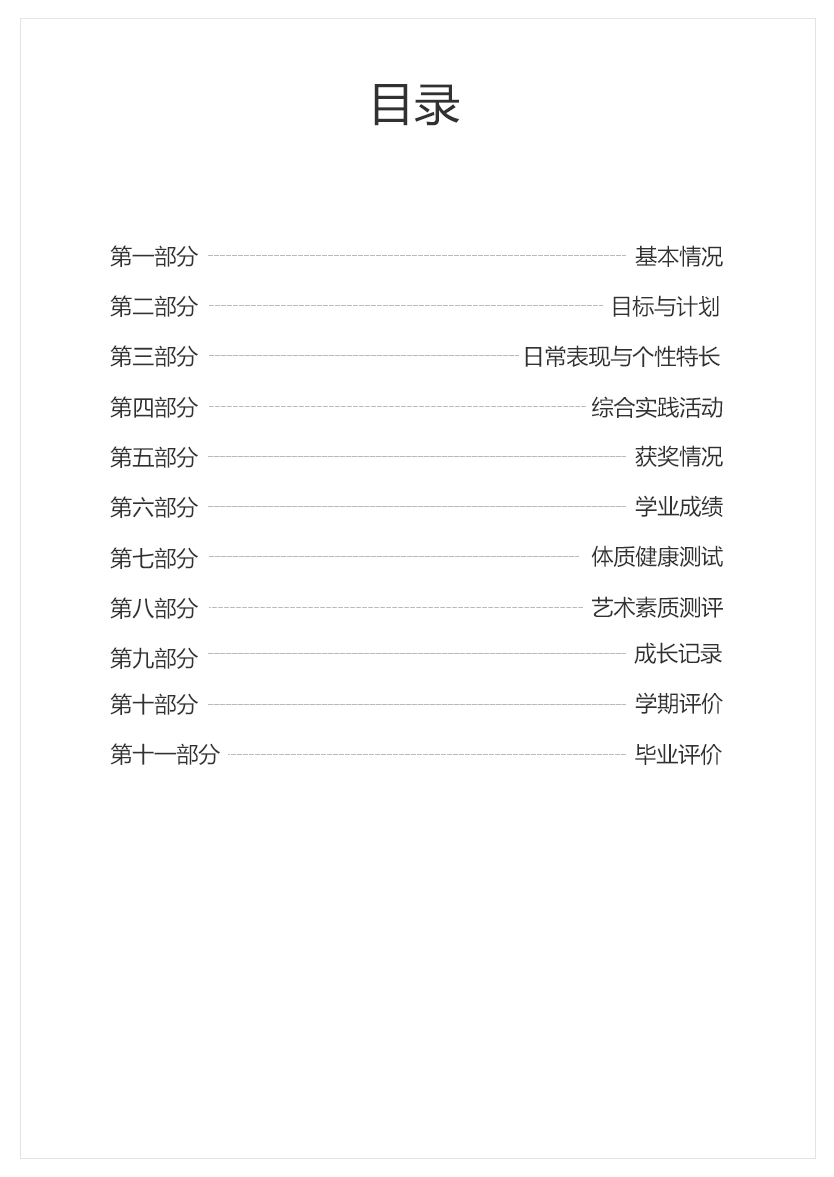 目录
第一部分 基本情况
第二部分 目标与计划
第三部分 日常表现与个性特长
第四部分 综合实践活动
第五部分 获奖情况
第六部分 学业成绩
第七部分 体质健康测试
第八部分 艺术素质测评
第九部分 成长记录
第十部分 学期评价
第十一部分 毕业评价